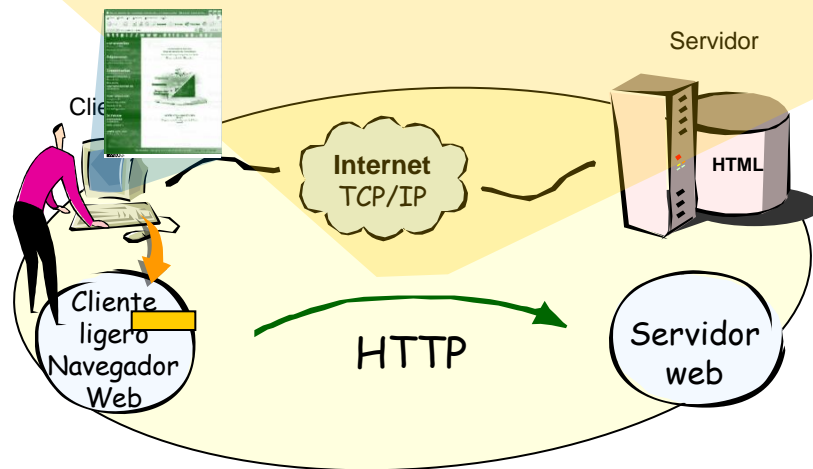 Servidor
Internet
TCP/IP
HTML
Cliente
ligero
Navegador
Web
HTTP
Servidor
web